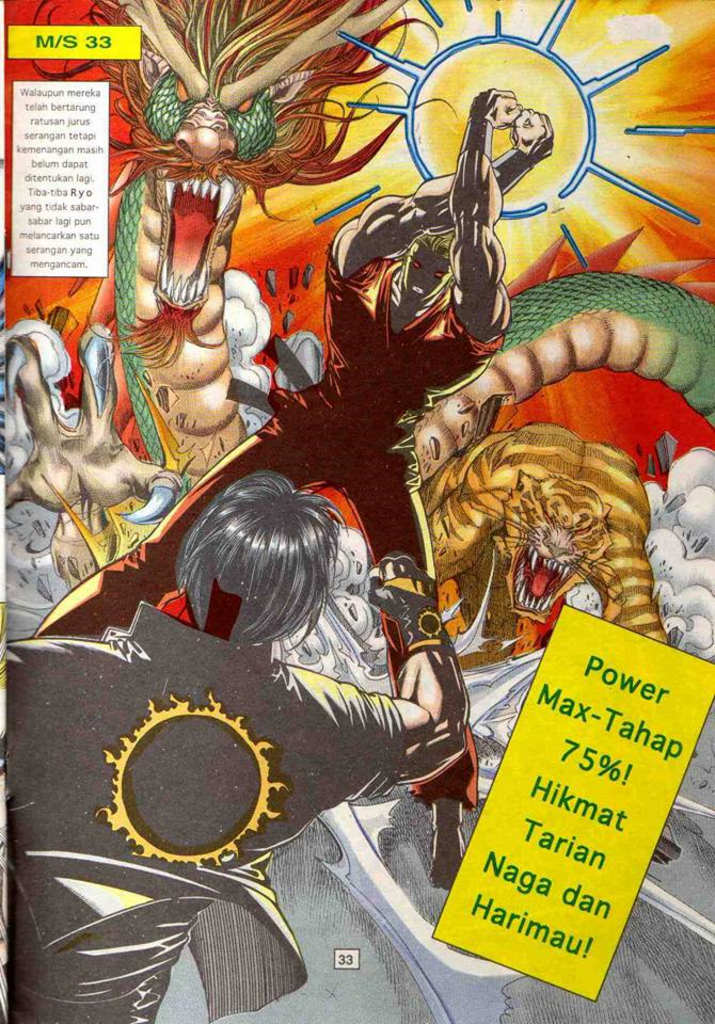 M/S 33
Walaupun mereka
telah bertarung
ratusan jurus
serangan tetapi
kemenangan masih
belum dapat
ditentukan lagi.
Tiba-tiba Ryo
yang tidak sabar-
sabar lagi pun
melancarkan satu
serangan yang
mengancam.
Power
Max-Tahap
75%!
Hikmat
Tarian
Naga dan
Harimau!
33